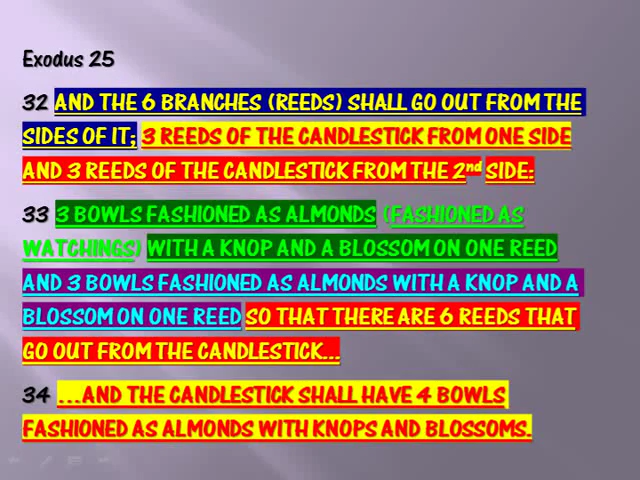 Exodus 25
32 AND THE 6 BRANCHES (REEDS) SHALL GO OUT FROM THE
SIDES OF IT; 3 REEDS OF THE CANDLESTICK FROM ONE SIDE
AND 3 REEDS OF THE CANDLESTICK FROM THE 2nd SIDE:
33 3 BOWLS FASHIONED AS ALMONDS (FASHIONED AS
WATCHINGS) WITH A KNOP AND A BLOSSOM ON ONE REED
AND 3 BOWLS FASHIONED AS ALMONDS WITH A KNOP AND A
BLOSSOM ON ONE REED SO THAT THERE ARE 6 REEDS THAT
GO OUT FROM THE CANDLESTICK...
34 ...AND THE CANDLESTICK SHALL HAVE 4 BOWLS
FASHIONED AS ALMONDS WITH KNOPS AND BLOSSOMS.